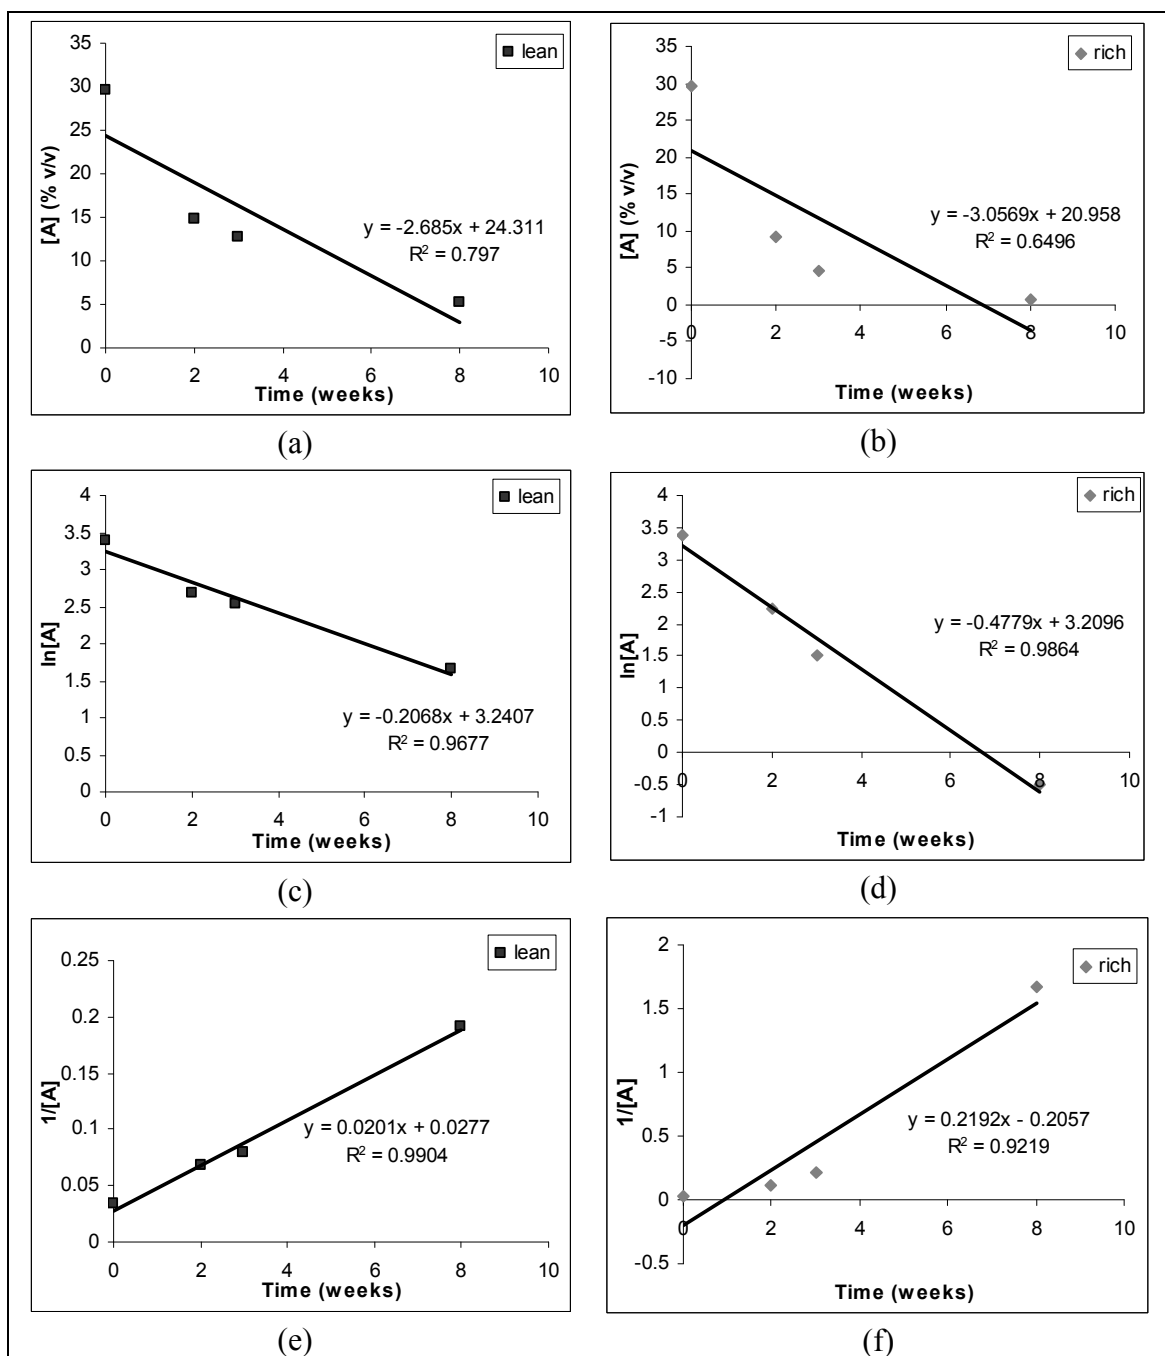 35
30
25
20
15
10
5
0
0 2 4 6 8 10
[A] (% v/v)
Time (weeks)
lean
y = -2.685x + 24.311
R² = 0.797
(a)
35
30
25
20
15
10
5
0
-5
-10
0 2 4 6 8 10
[A] (% v/v)
Time (weeks)
rich
y = -3.0569x + 20.958
R² = 0.6496
(b)
4
3.5
3
2.5
2
1.5
1
0.5
0
0 2 4 6 8 10
ln[A]
Time (weeks)
lean
y = -0.2068x + 3.2407
R² = 0.9677
(c)
4
3.5
3
2.5
2
1.5
1
0.5
0
-0.5
-1
0 2 4 6 8 10
ln[A]
Time (weeks)
rich
y = -0.4779x + 3.2096
R² = 0.9864
(d)
0.25
0.2
0.15
0.1
0.05
0
0 2 4 6 8 10
1/[A]
Time (weeks)
lean
y = 0.0201x + 0.0277
R² = 0.9904
(e)
2
1.5
1
0.5
0
-0.5
0 2 4 6 8 10
1/[A]
Time (weeks)
rich
y = 0.2192x - 0.2057
R² = 0.9219
(f)